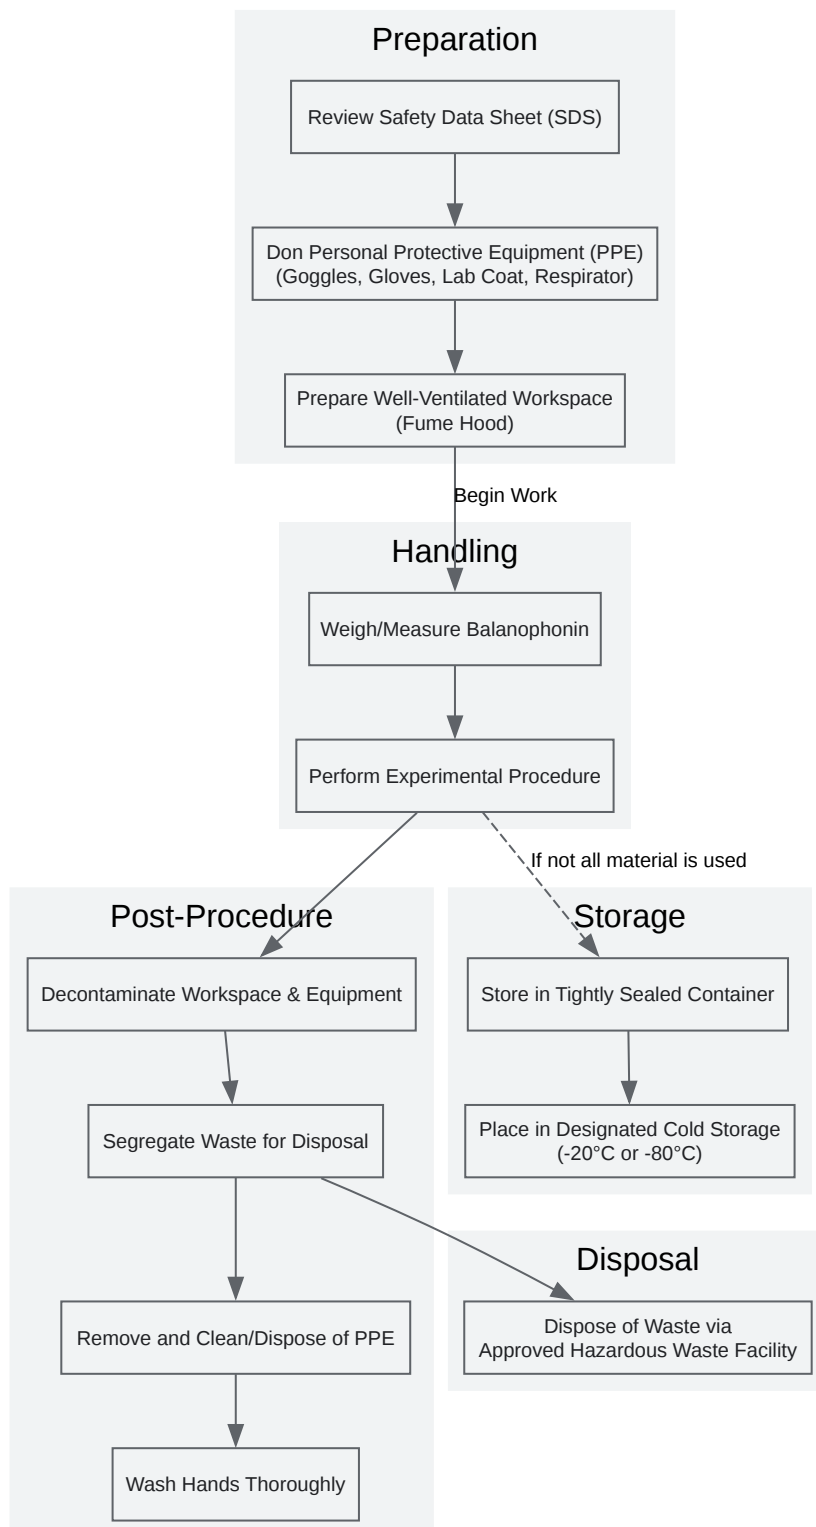 Preparation
Review Safety Data Sheet (SDS)
Don Personal Protective Equipment (PPE)
(Goggles, Gloves, Lab Coat, Respirator)
Prepare Well-Ventilated Workspace
(Fume Hood)
Begin Work
Handling
Weigh/Measure Balanophonin
Perform Experimental Procedure
If not all material is used
Post-Procedure
Decontaminate Workspace & Equipment
Segregate Waste for Disposal
Remove and Clean/Dispose of PPE
Wash Hands Thoroughly
Storage
Store in Tightly Sealed Container
Place in Designated Cold Storage
(-20°C or -80°C)
Disposal
Dispose of Waste via
Approved Hazardous Waste Facility